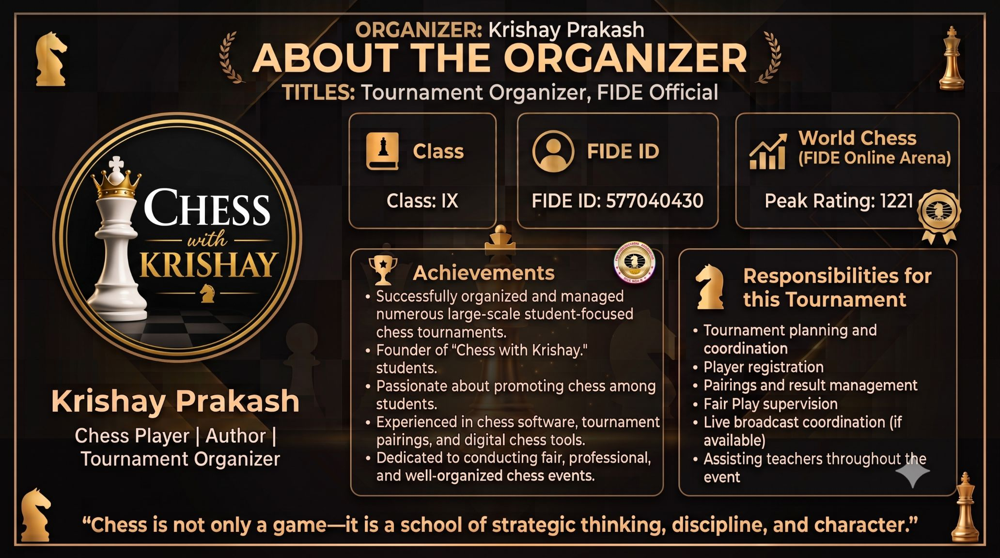 ORGANIZER: Krishay Prakash
ABOUT THE ORGANIZER
TITLES: Tournament Organizer, FIDE Official
CHESS
with
KRISHAY
Krishay Prakash
Chess Player | Author |
Tournament Organizer
Class
Class: IX
FIDE ID
FIDE ID: 577040430
World Chess
(FIDE Online Arena)
Peak Rating: 1221
FIDE
Achievements
• Successfully organized and managed
numerous large-scale student-focused
chess tournaments.
• Founder of “Chess with Krishay."
students.
• Passionate about promoting chess among
students.
• Experienced in chess software, tournament
pairings, and digital chess tools.
• Dedicated to conducting fair, professional,
and well-organized chess events.
Responsibilities for
this Tournament
• Tournament planning and
coordination
• Player registration
• Pairings and result management
• Fair Play supervision
• Live broadcast coordination (if
available)
• Assisting teachers throughout the
event
“Chess is not only a game—it is a school of strategic thinking, discipline, and character.”